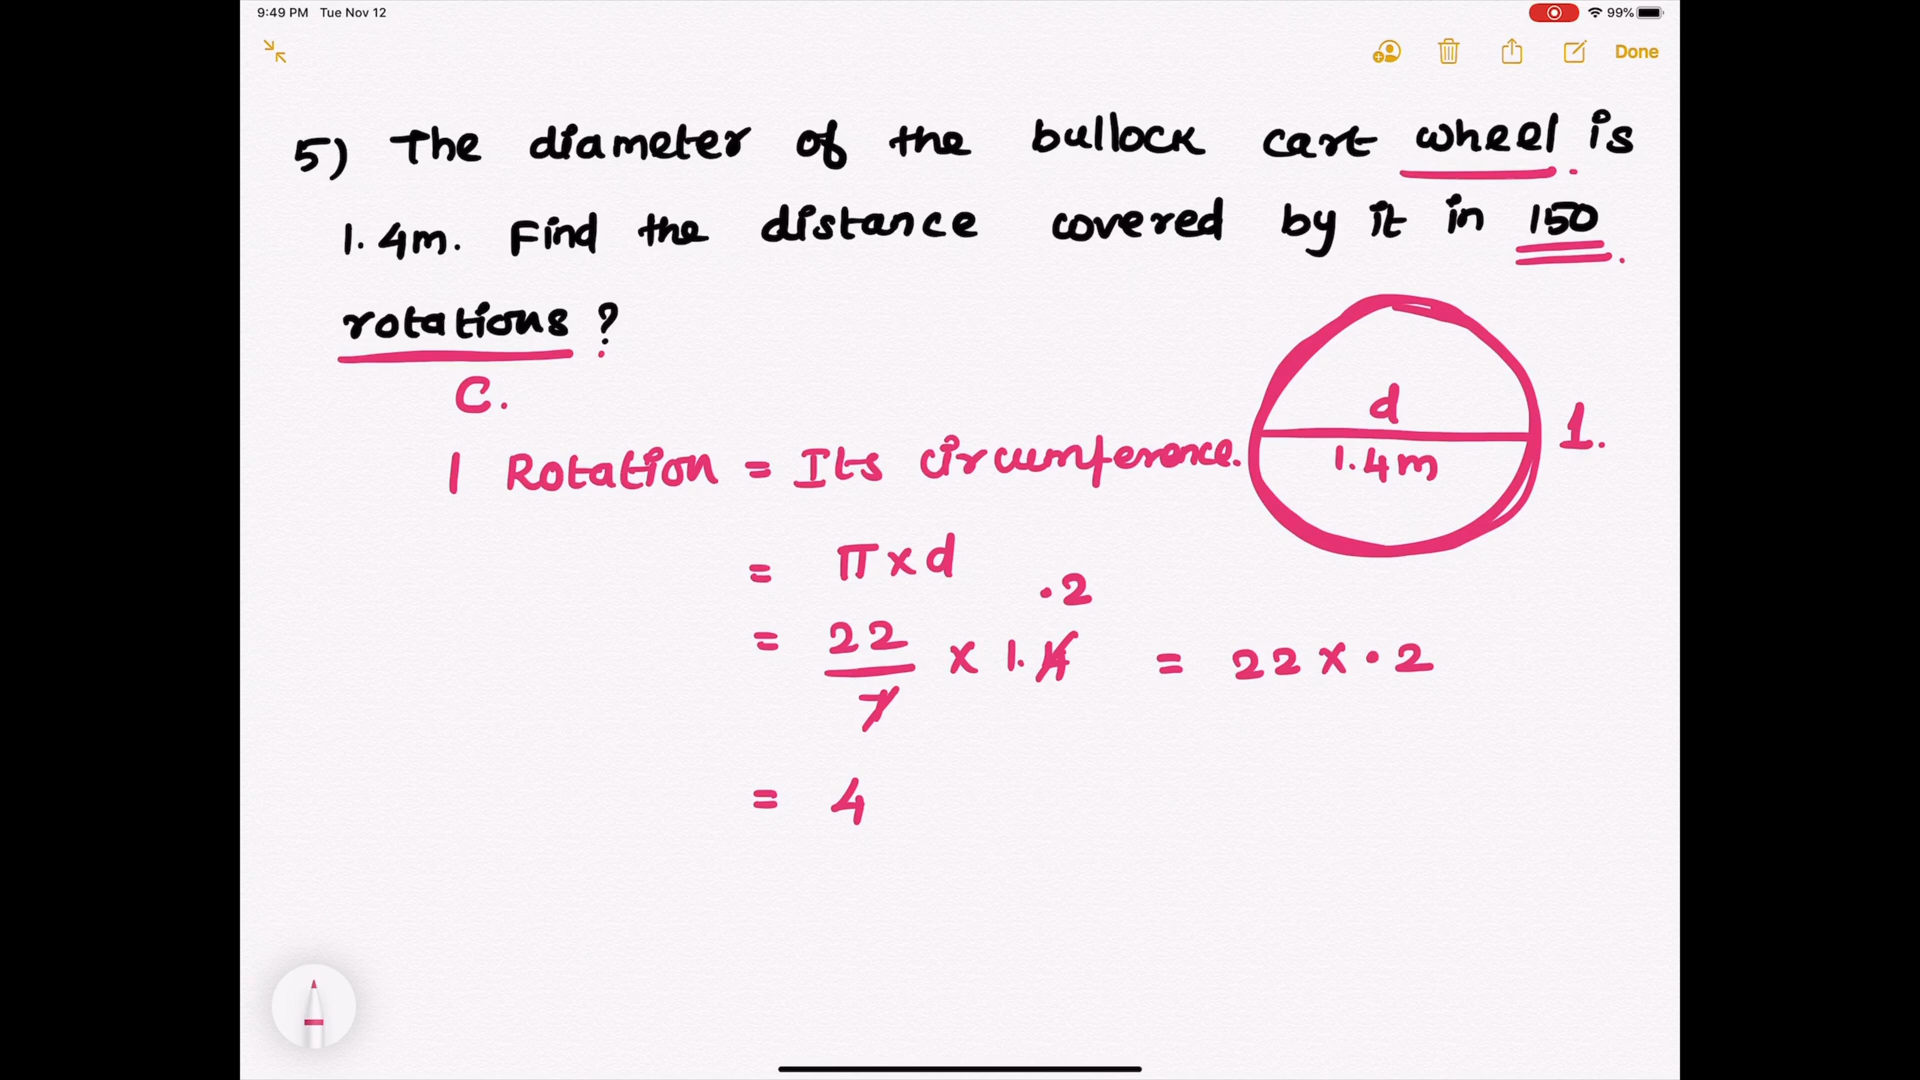 9:49 PM Tue Nov 12 99%
Done
5) The diameter of the bullock cart wheel is
1.4m. Find the distance covered by it in 150
rotations ?
C.
d
1 Rotation = Its circumference. 1.4m 1.
= π x d
.2
= 22/7 x 1.4 = 22 x .2
= 4